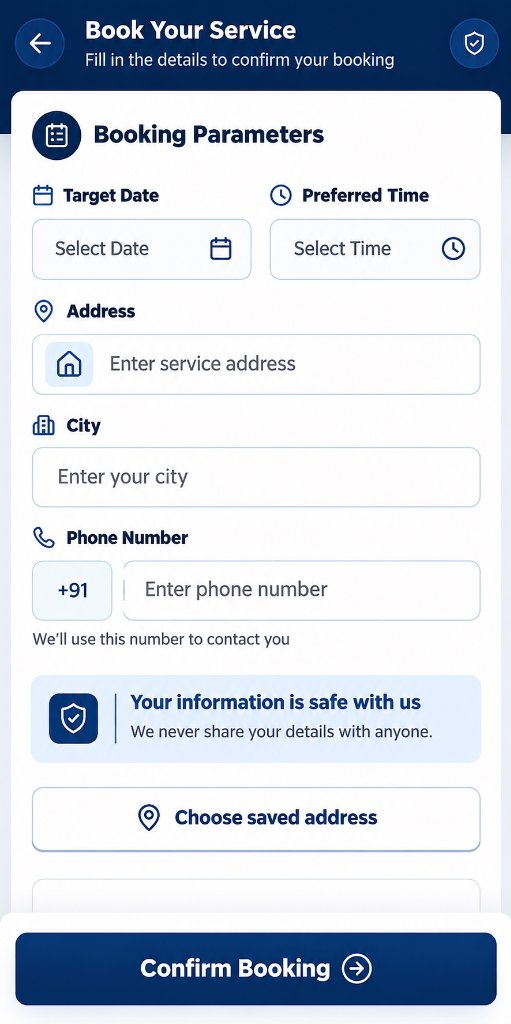 Book Your Service
Fill in the details to confirm your booking
Booking Parameters
Target Date
Preferred Time
Select Date
Select Time
Address
Enter service address
City
Enter your city
Phone Number
+91
Enter phone number
We'll use this number to contact you
Your information is safe with us
We never share your details with anyone.
Choose saved address
Confirm Booking